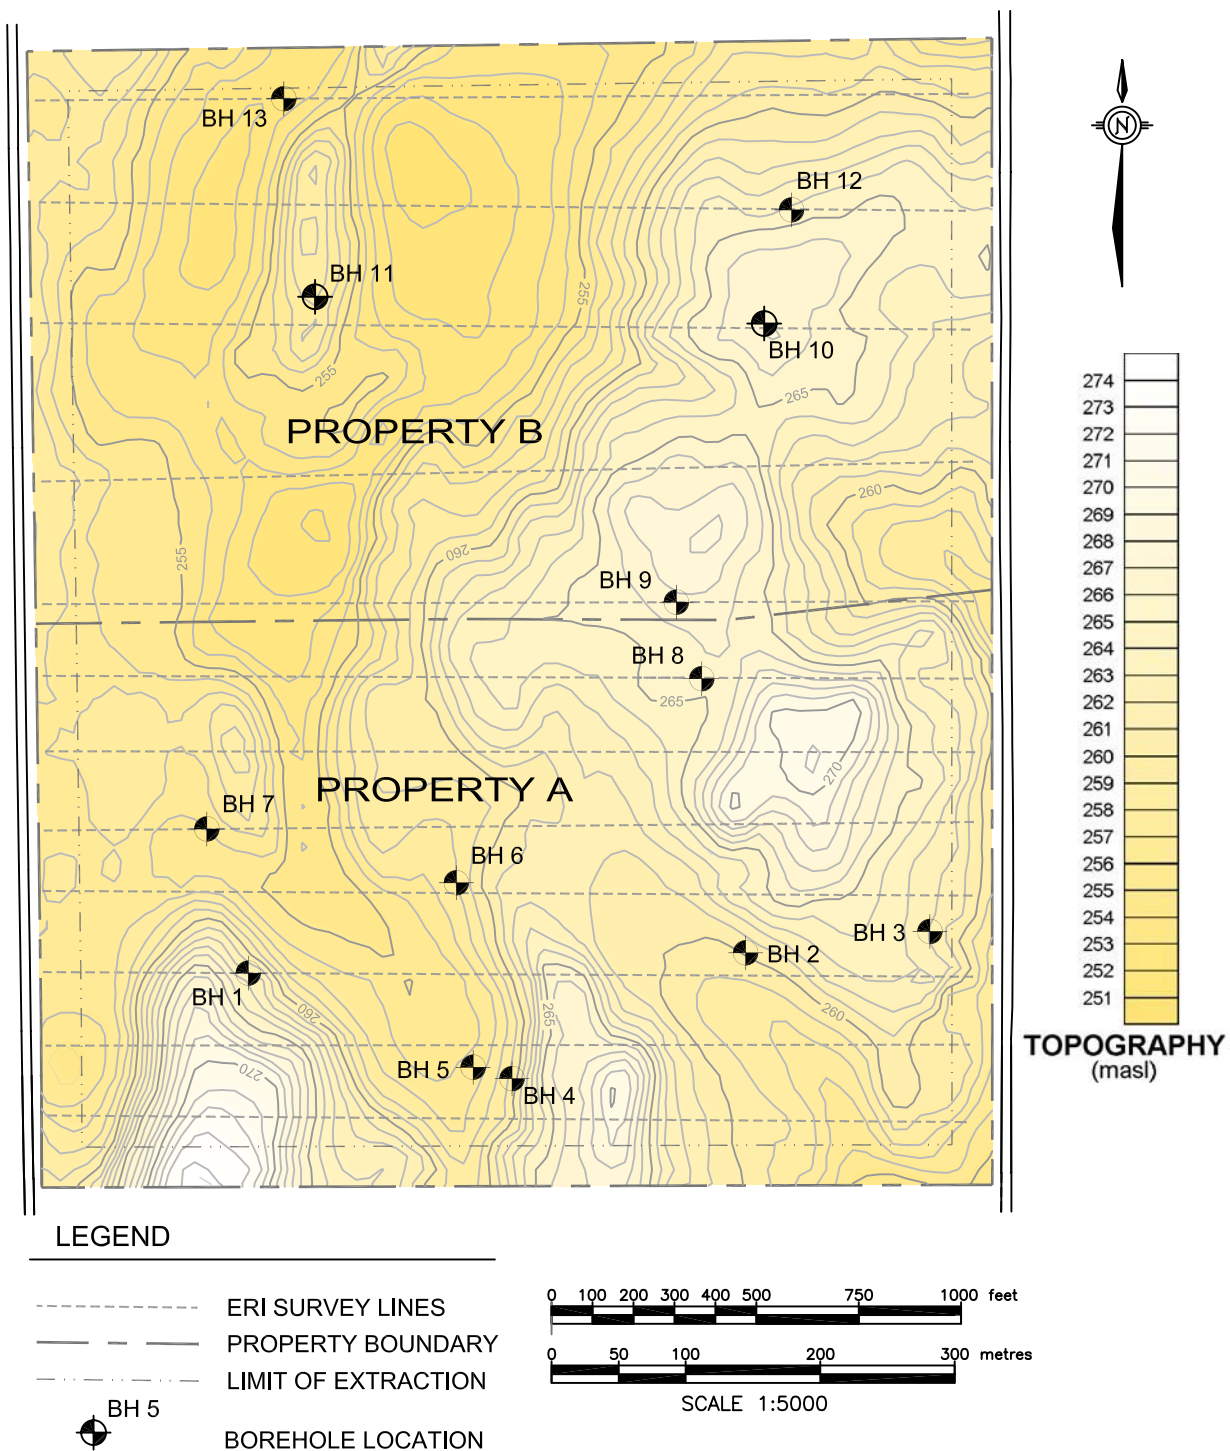 BH 13
BH 12
N
BH 11
255
BH 10
255
265
274
273
272
271
270
269
268
267
266
265
264
263
262
261
260
259
258
257
256
255
254
253
252
251
TOPOGRAPHY
(masl)
PROPERTY B
260
260
255
BH 9
BH 8
265
270
PROPERTY A
BH 7
BH 6
BH 3
BH 2
BH 1
260
265
260
270
BH 5
BH 4
LEGEND
ERI SURVEY LINES
PROPERTY BOUNDARY
LIMIT OF EXTRACTION
BH 5
BOREHOLE LOCATION
0 100 200 300 400 500 750 1000 feet
0 50 100 200 300 metres
SCALE 1:5000